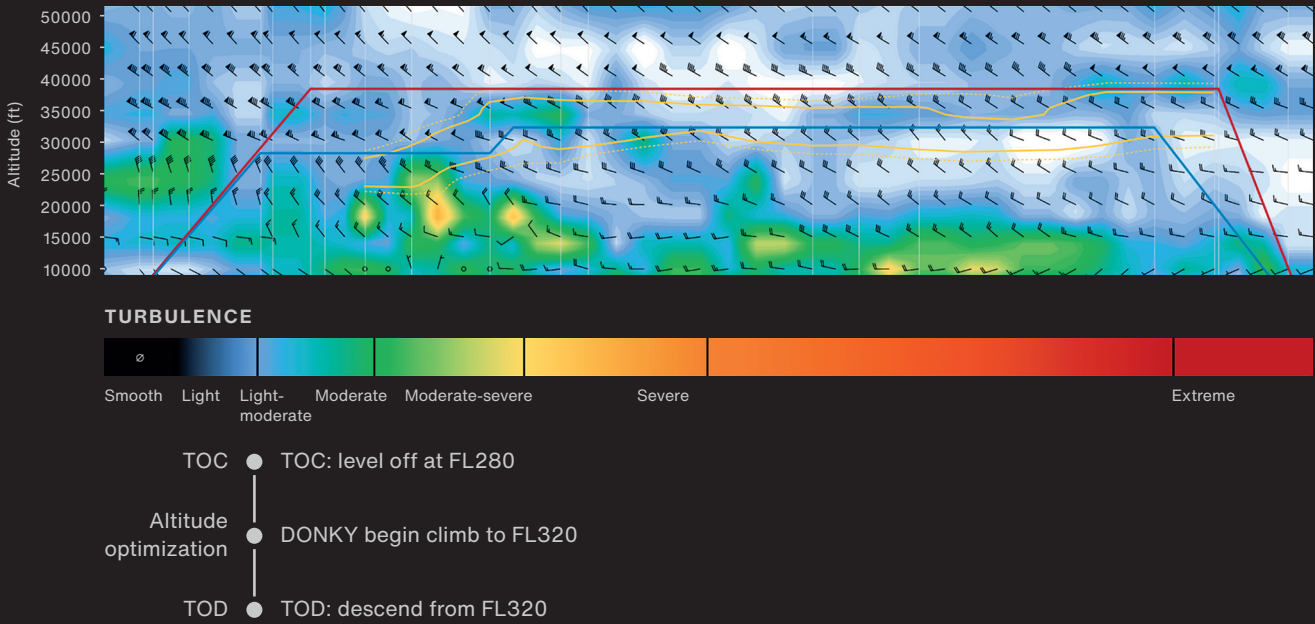 Altitude (ft)
50000
45000
40000
35000
30000
25000
20000
15000
10000
TURBULENCE
∅
Smooth Light Light-moderate Moderate Moderate-severe Severe Extreme
TOC TOC: level off at FL280
Altitude optimization DONKY begin climb to FL320
TOD TOD: descend from FL320